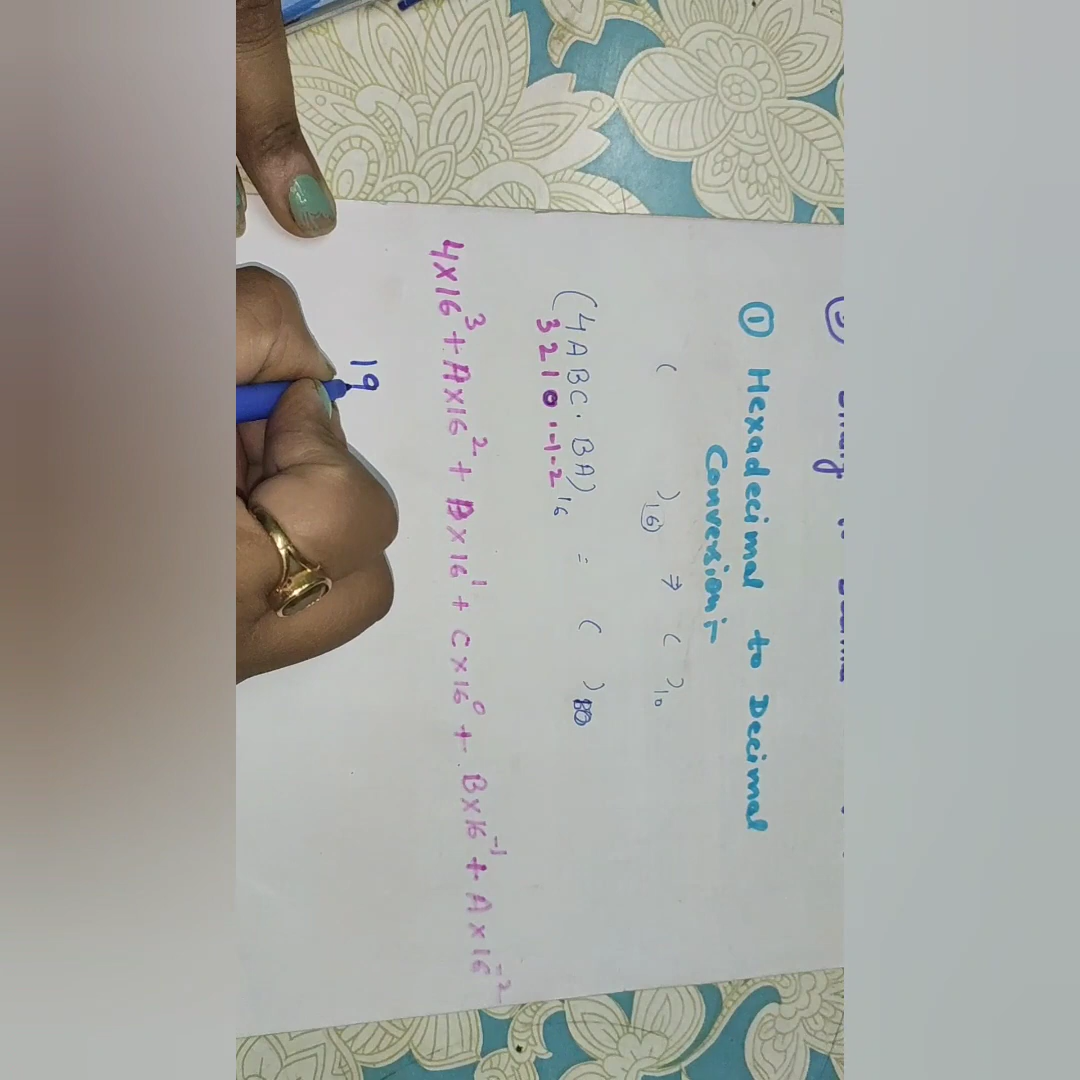 ① Hexadecimal to Decimal
Conversion:-
( )16 → ( )10
(4ABC.BA)16 = ( )10
3 2 1 0 . -1 -2
4×16³ + A×16² + B×16¹ + C×16⁰ + B×16⁻¹ + A×16⁻²
19